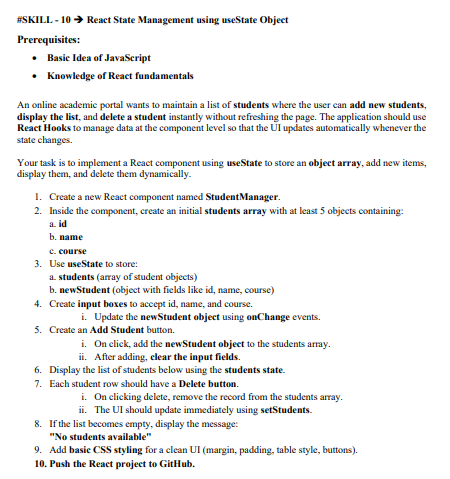 #SKILL - 10 ➔ React State Management using useState Object
Prerequisites:
• Basic Idea of JavaScript
• Knowledge of React fundamentals
An online academic portal wants to maintain a list of students where the user can add new students,
display the list, and delete a student instantly without refreshing the page. The application should use
React Hooks to manage data at the component level so that the UI updates automatically whenever the
state changes.
Your task is to implement a React component using useState to store an object array, add new items,
display them, and delete them dynamically.
1. Create a new React component named StudentManager.
2. Inside the component, create an initial students array with at least 5 objects containing:
a. id
b. name
c. course
3. Use useState to store:
a. students (array of student objects)
b. newStudent (object with fields like id, name, course)
4. Create input boxes to accept id, name, and course.
i. Update the newStudent object using onChange events.
5. Create an Add Student button.
i. On click, add the newStudent object to the students array.
ii. After adding, clear the input fields.
6. Display the list of students below using the students state.
7. Each student row should have a Delete button.
i. On clicking delete, remove the record from the students array.
ii. The UI should update immediately using setStudents.
8. If the list becomes empty, display the message:
"No students available"
9. Add basic CSS styling for a clean UI (margin, padding, table style, buttons).
10. Push the React project to GitHub.